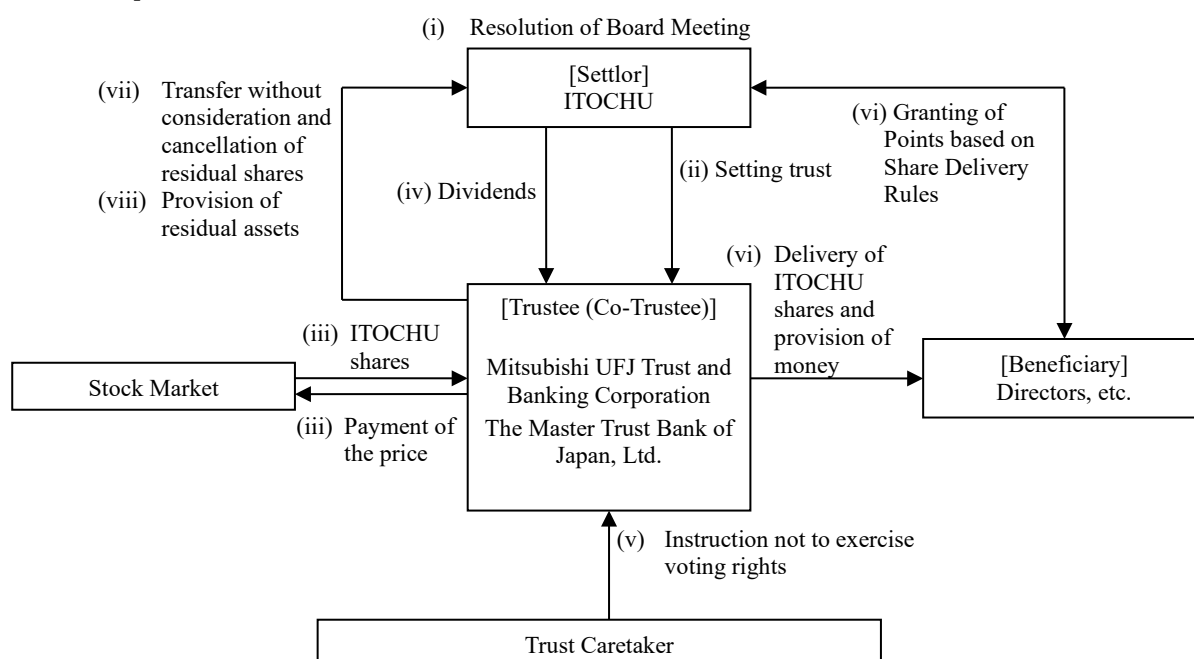 (i) Resolution of Board Meeting
[Settlor]
ITOCHU
(vii) Transfer without
consideration and
cancellation of
residual shares
(viii) Provision of
residual assets
(iv) Dividends
(ii) Setting trust
(vi) Granting of
Points based on
Share Delivery
Rules
(vi) Delivery of
ITOCHU
shares and
provision of
money
[Trustee (Co-Trustee)]
Mitsubishi UFJ Trust and
Banking Corporation
The Master Trust Bank of
Japan, Ltd.
(iii) ITOCHU
shares
Stock Market
(iii) Payment of
the price
[Beneficiary]
Directors, etc.
(v) Instruction not to exercise
voting rights
Trust Caretaker